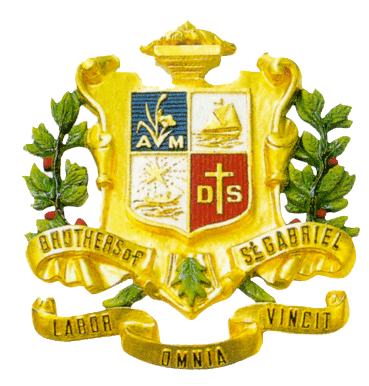 A M
D S
BROTHERS OF ST GABRIEL
LABOR OMNIA VINCIT